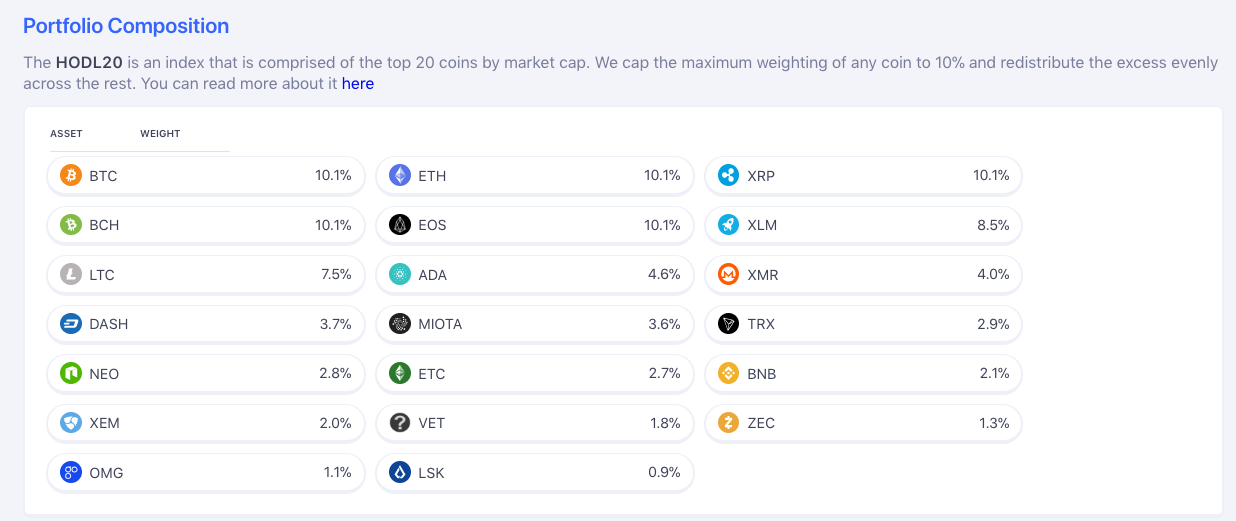 Portfolio Composition
The HODL20 is an index that is comprised of the top 20 coins by market cap. We cap the maximum weighting of any coin to 10% and redistribute the excess evenly
across the rest. You can read more about it here
ASSET WEIGHT
BTC 10.1% ETH 10.1% XRP 10.1%
BCH 10.1% EOS 10.1% XLM 8.5%
LTC 7.5% ADA 4.6% XMR 4.0%
DASH 3.7% MIOTA 3.6% TRX 2.9%
NEO 2.8% ETC 2.7% BNB 2.1%
XEM 2.0% VET 1.8% ZEC 1.3%
OMG 1.1% LSK 0.9%